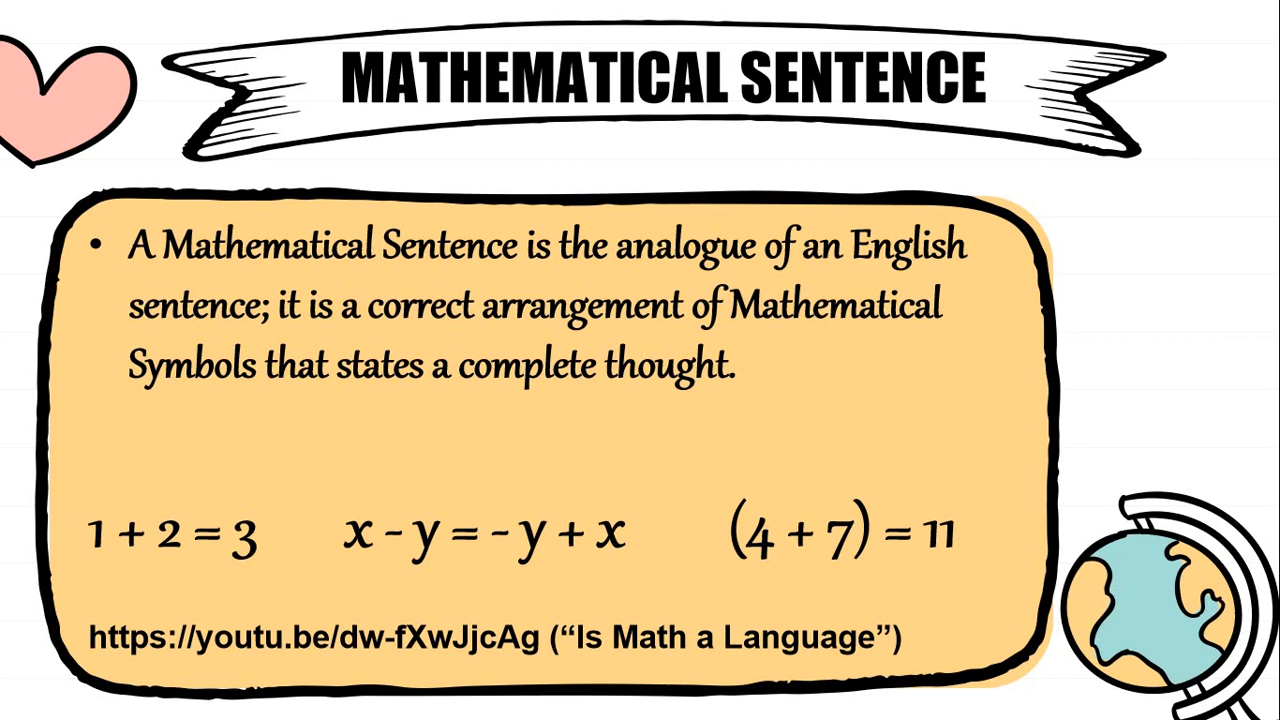 MATHEMATICAL SENTENCE
• A Mathematical Sentence is the analogue of an English
sentence; it is a correct arrangement of Mathematical
Symbols that states a complete thought.
1 + 2 = 3 x - y = - y + x (4 + 7) = 11
https://youtu.be/dw-fXwJjcAg (“Is Math a Language”)